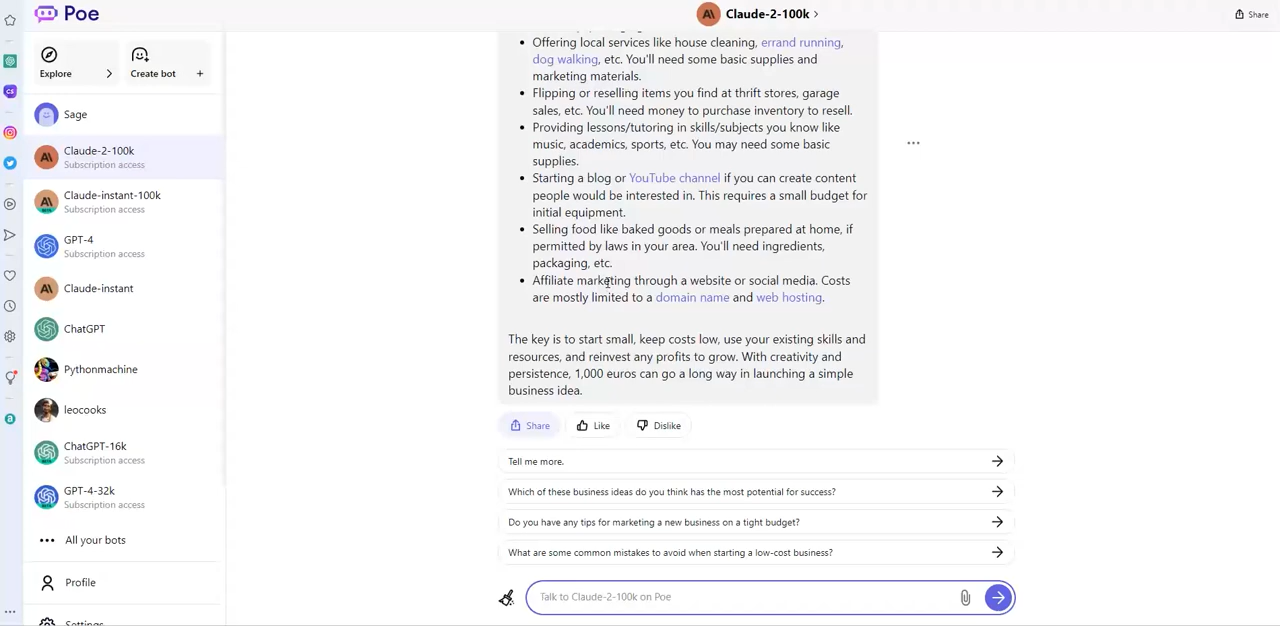 Poe
Claude-2-100k
Share
Explore
Create bot
Sage
Claude-2-100k
Subscription access
Claude-instant-100k
Subscription access
GPT-4
Subscription access
Claude-instant
ChatGPT
Pythonmachine
leocooks
ChatGPT-16k
Subscription access
GPT-4-32k
Subscription access
All your bots
Profile
Settings
• Offering local services like house cleaning, errand running,
dog walking, etc. You'll need some basic supplies and
marketing materials.
• Flipping or reselling items you find at thrift stores, garage
sales, etc. You'll need money to purchase inventory to resell.
• Providing lessons/tutoring in skills/subjects you know like
music, academics, sports, etc. You may need some basic
supplies.
• Starting a blog or YouTube channel if you can create content
people would be interested in. This requires a small budget for
initial equipment.
• Selling food like baked goods or meals prepared at home, if
permitted by laws in your area. You'll need ingredients,
packaging, etc.
• Affiliate marketing through a website or social media. Costs
are mostly limited to a domain name and web hosting.
The key is to start small, keep costs low, use your existing skills and
resources, and reinvest any profits to grow. With creativity and
persistence, 1,000 euros can go a long way in launching a simple
business idea.
Share
Like
Dislike
Tell me more.
Which of these business ideas do you think has the most potential for success?
Do you have any tips for marketing a new business on a tight budget?
What are some common mistakes to avoid when starting a low-cost business?
Talk to Claude-2-100k on Poe